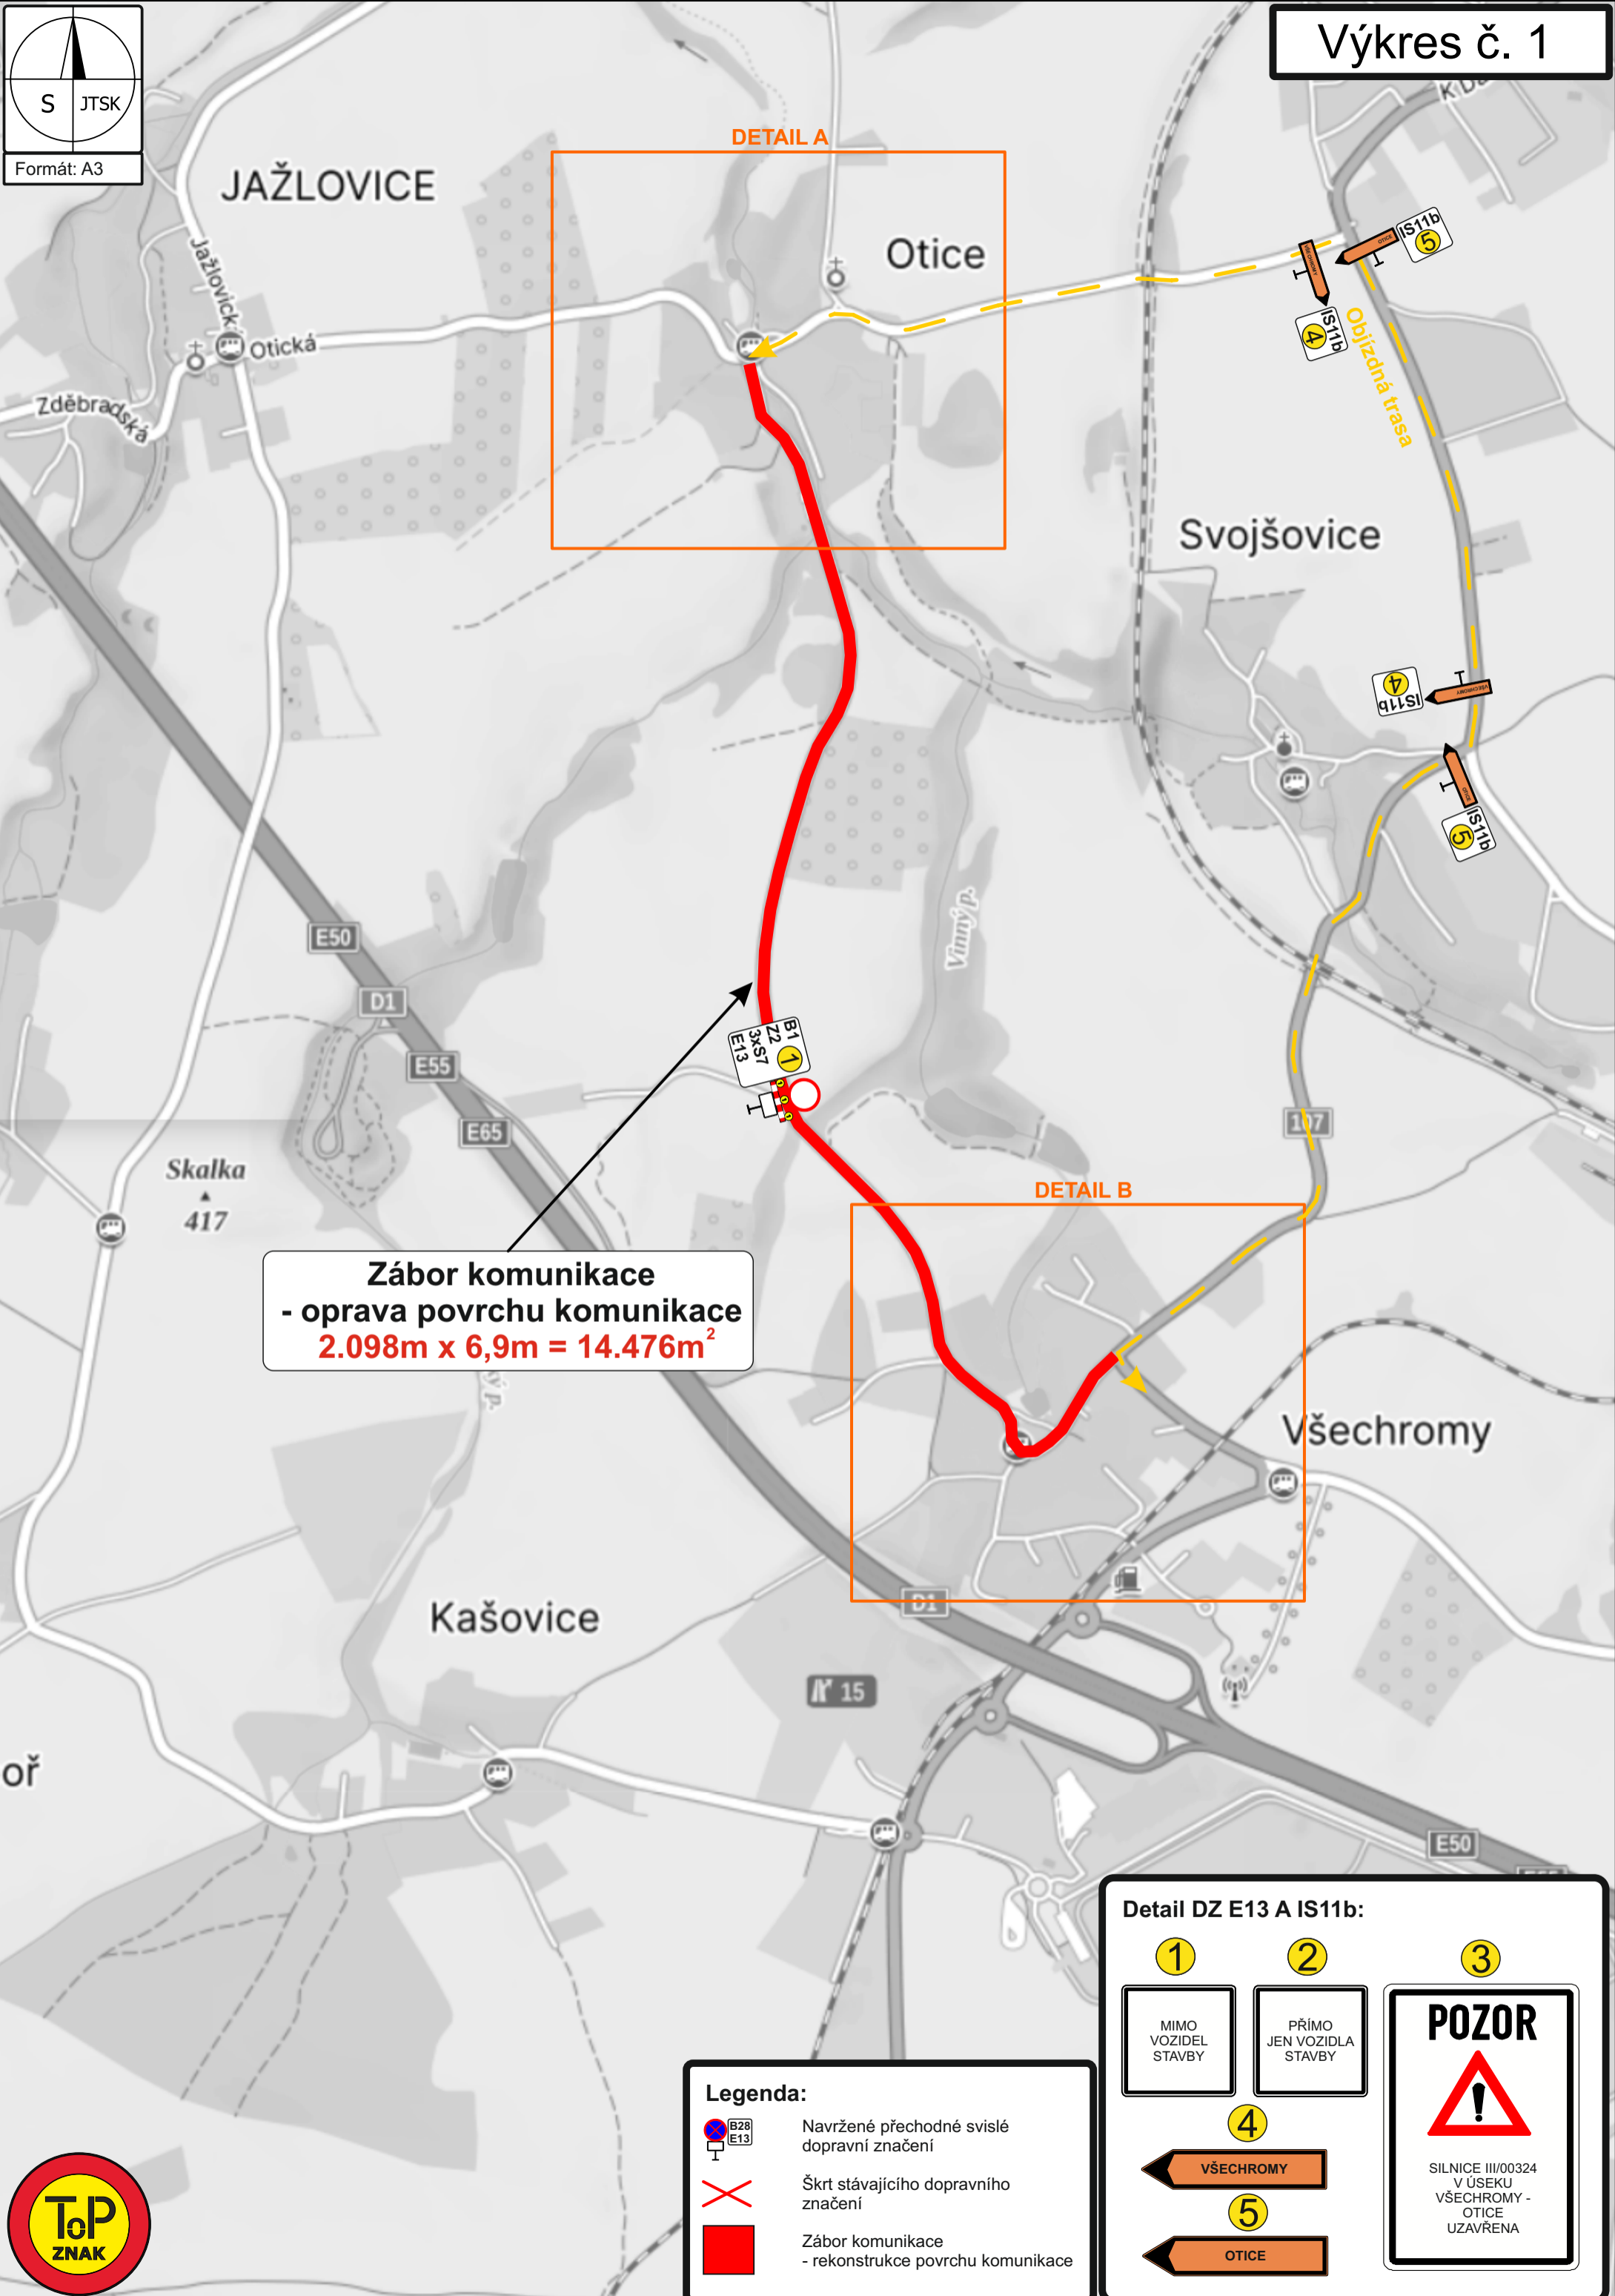 Výkres č. 1
S JTSK
Formát: A3
DETAIL A
JAŽLOVICE
Otice
Jažlovická
Otická
Zděbradská
OTICE
IS11b
5
VŠECHROMY
IS11b
4
Objízdná trasa
Svojšovice
VŠECHROMY
IS11b
4
OTICE
IS11b
5
Vinný p.
E50
D1
E55
E65
B1
Z2
3xS7
E13
1
107
Skalka
417
DETAIL B
Zábor komunikace
- oprava povrchu komunikace
2.098m x 6,9m = 14.476m²
Všechromy
Kašovice
D1
15
oř
E50
Detail DZ E13 A IS11b:
1
2
3
MIMO
VOZIDEL
STAVBY
PŘÍMO
JEN VOZIDLA
STAVBY
POZOR
SILNICE III/00324
V ÚSEKU
VŠECHROMY -
OTICE
UZAVŘENA
4
VŠECHROMY
5
OTICE
Legenda:
B28
E13
Navržené přechodné svislé
dopravní značení
Škrt stávajícího dopravního
značení
Zábor komunikace
- rekonstrukce povrchu komunikace
ToP
ZNAK